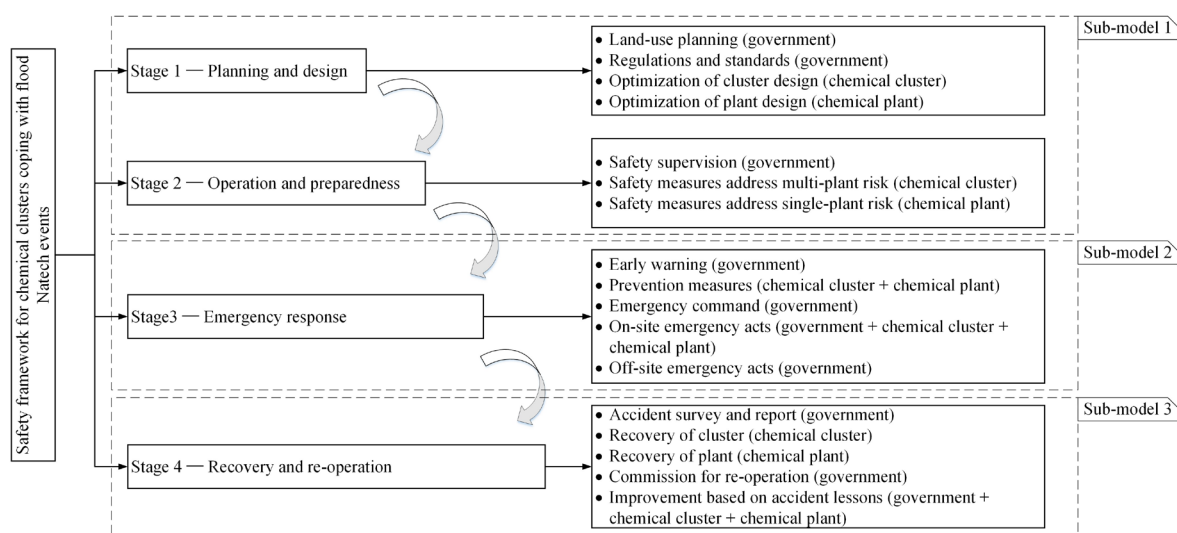 Safety framework for chemical clusters coping with flood
Natech events
Sub-model 1
Stage 1 — Planning and design
• Land-use planning (government)
• Regulations and standards (government)
• Optimization of cluster design (chemical cluster)
• Optimization of plant design (chemical plant)
Stage 2 — Operation and preparedness
• Safety supervision (government)
• Safety measures address multi-plant risk (chemical cluster)
• Safety measures address single-plant risk (chemical plant)
Sub-model 2
Stage3 — Emergency response
• Early warning (government)
• Prevention measures (chemical cluster + chemical plant)
• Emergency command (government)
• On-site emergency acts (government + chemical cluster +
chemical plant)
• Off-site emergency acts (government)
Sub-model 3
Stage 4 — Recovery and re-operation
• Accident survey and report (government)
• Recovery of cluster (chemical cluster)
• Recovery of plant (chemical plant)
• Commission for re-operation (government)
• Improvement based on accident lessons (government +
chemical cluster + chemical plant)